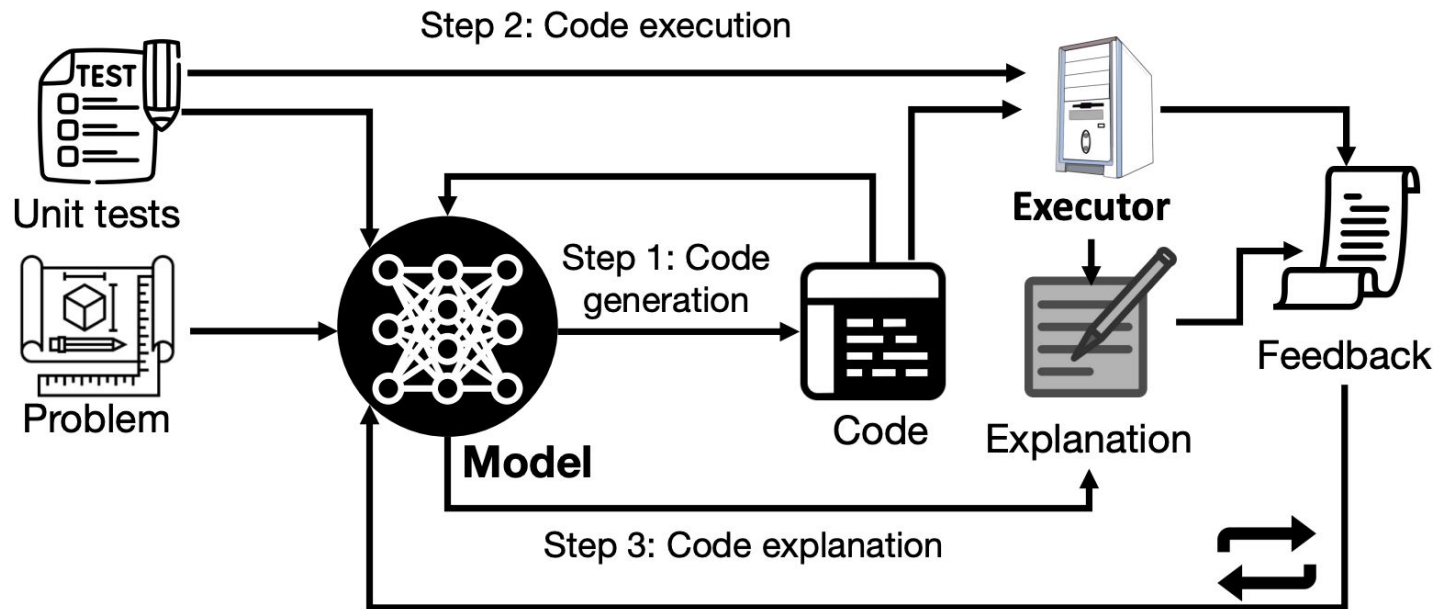 Step 2: Code execution
TEST
Unit tests
Executor
Step 1: Code
generation
Problem
Model
Code
Explanation
Feedback
Step 3: Code explanation